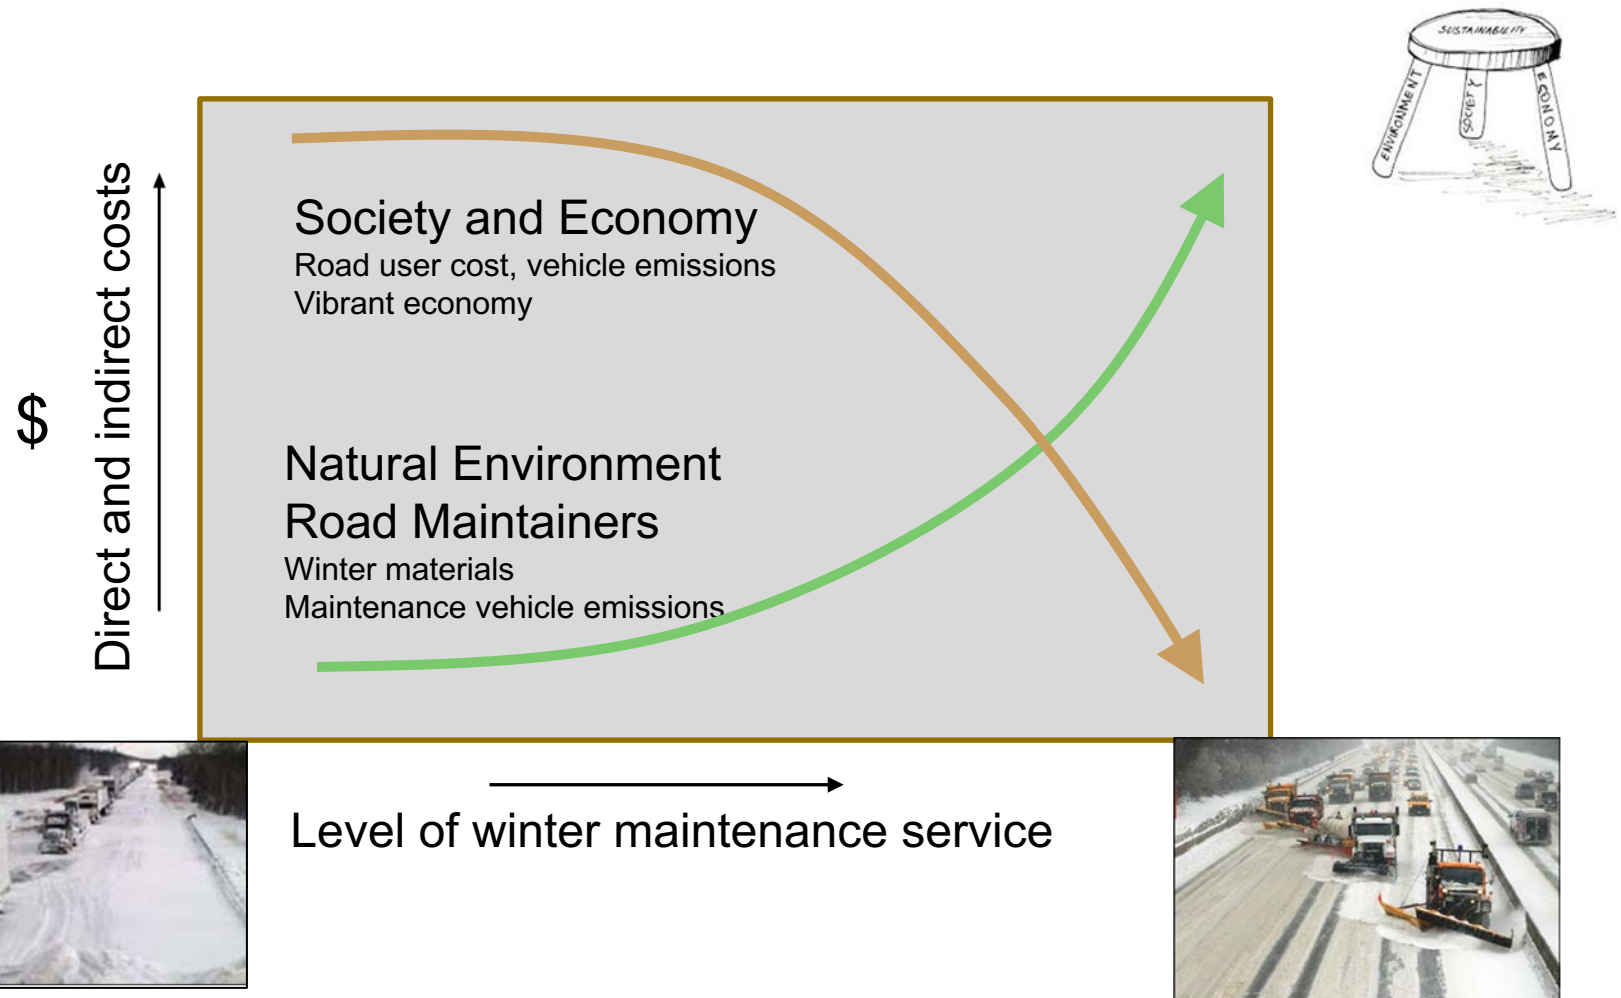 SUSTAINABILITY
ENVIRONMENT
SOCIETY
ECONOMY
$
Direct and indirect costs
Society and Economy
Road user cost, vehicle emissions
Vibrant economy
Natural Environment
Road Maintainers
Winter materials
Maintenance vehicle emissions
Level of winter maintenance service